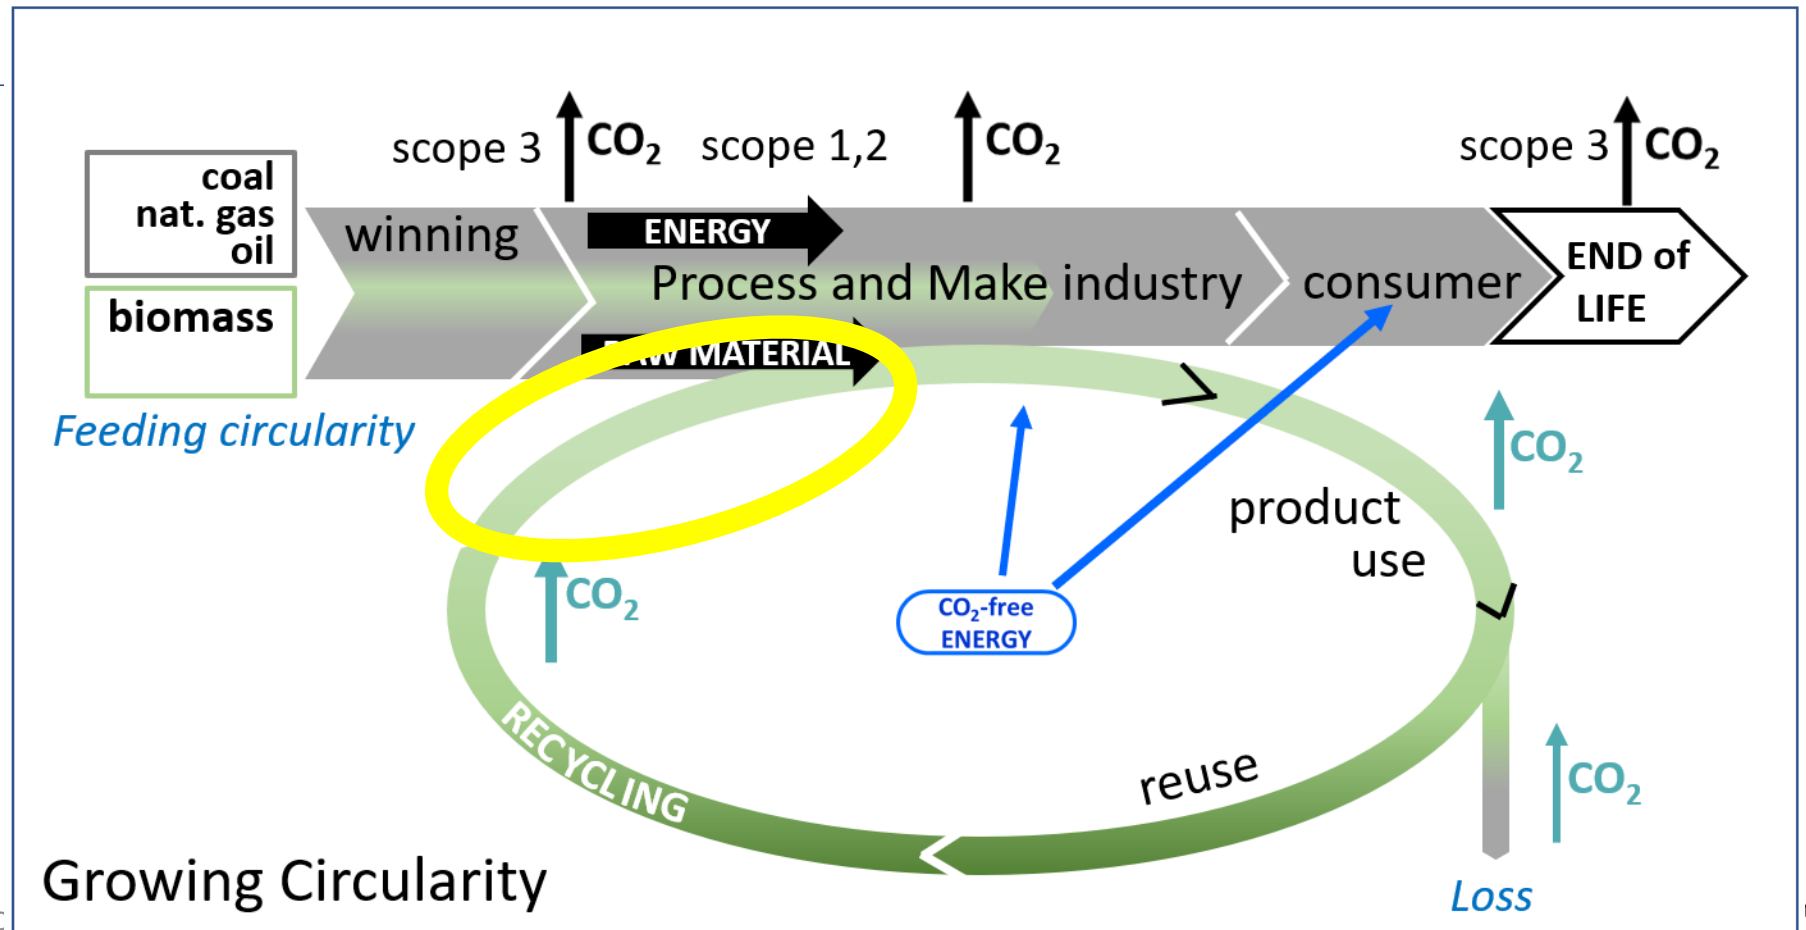 scope 3
CO2
scope 1,2
CO2
scope 3
CO2
coal
nat. gas
oil
biomass
winning
ENERGY
Process and Make industry
consumer
END of
LIFE
RAW MATERIAL
Feeding circularity
CO2
product
use
CO2
CO2-free
ENERGY
RECYCLING
reuse
CO2
Growing Circularity
Loss